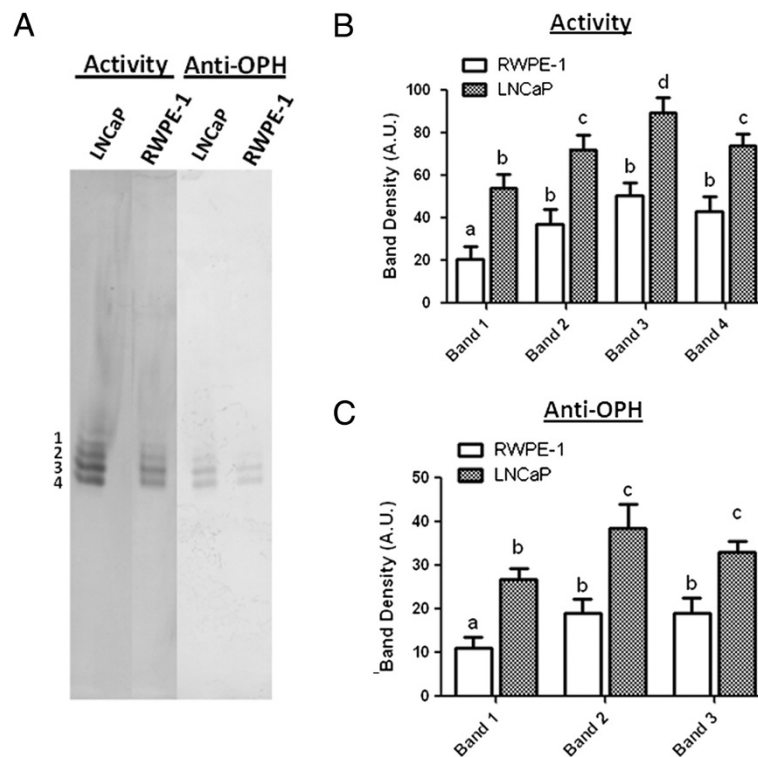 A
Activity Anti-OPH
LNCaP
RWPE-1
LNCaP
RWPE-1
1
2
3
4
B
Activity
RWPE-1
LNCaP
Band Density (A.U.)
100
80
60
40
20
0
a
b
b
c
b
d
b
c
Band 1
Band 2
Band 3
Band 4
C
Anti-OPH
RWPE-1
LNCaP
Band Density (A.U.)
50
40
30
20
10
0
a
b
b
c
b
c
Band 1
Band 2
Band 3